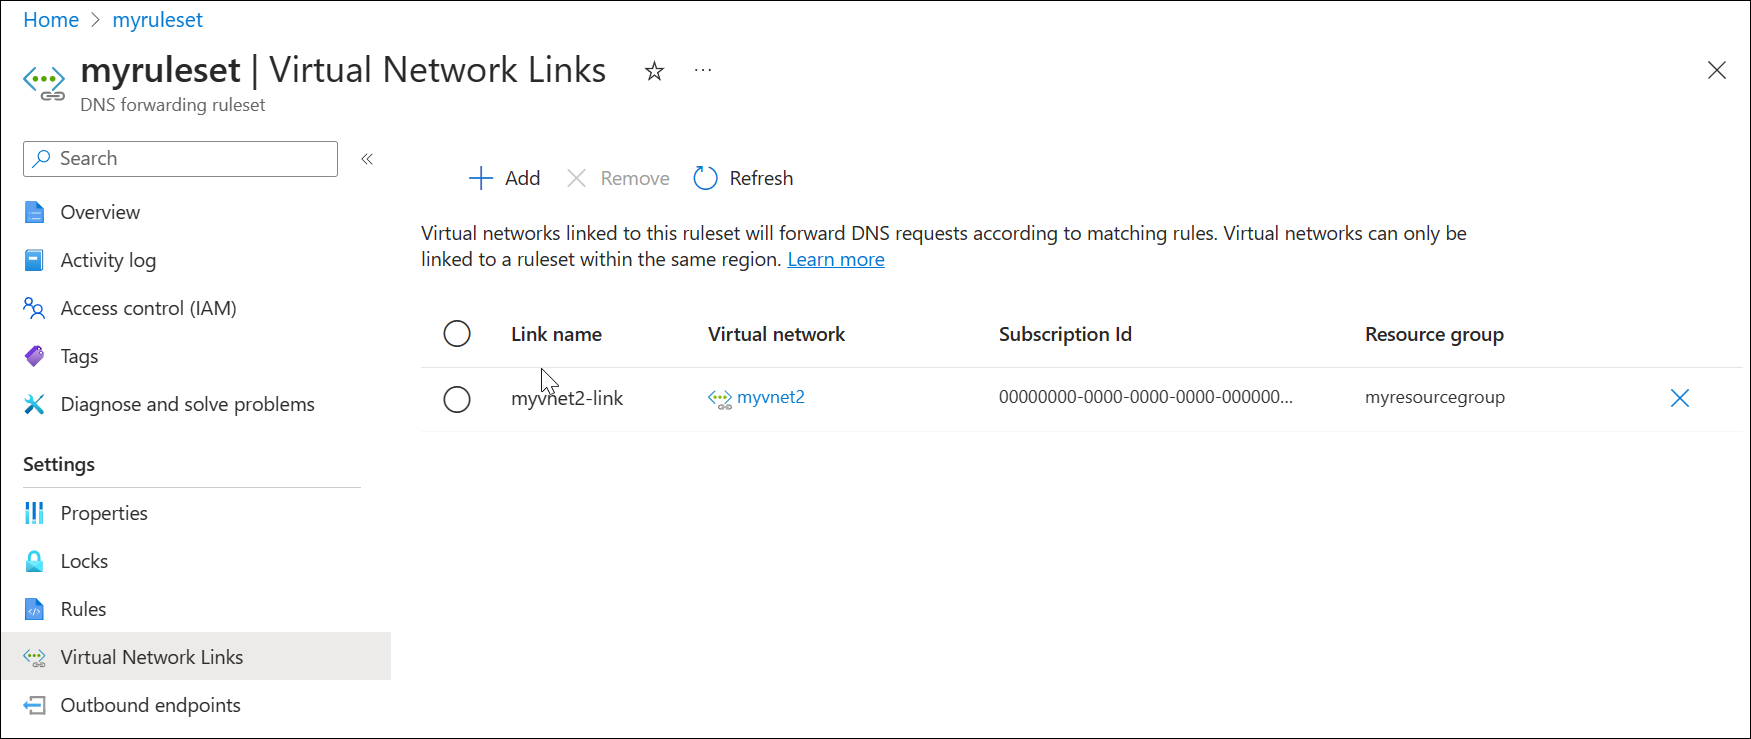 Home > myruleset
myruleset | Virtual Network Links
DNS forwarding ruleset
Search
Overview
Activity log
Access control (IAM)
Tags
Diagnose and solve problems
Settings
Properties
Locks
Rules
Virtual Network Links
Outbound endpoints
Add Remove Refresh
Virtual networks linked to this ruleset will forward DNS requests according to matching rules. Virtual networks can only be
linked to a ruleset within the same region. Learn more
Link name Virtual network Subscription Id Resource group
myvnet2-link myvnet2 00000000-0000-0000-0000-000000... myresourcegroup